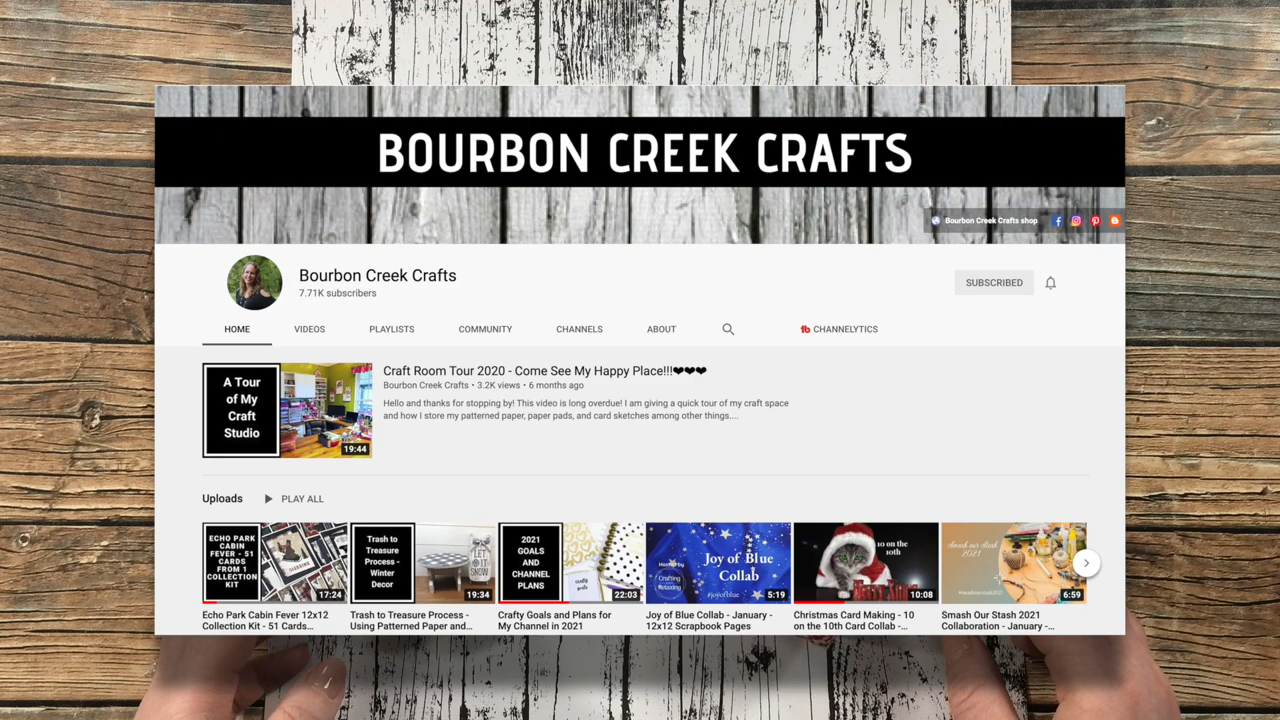 BOURBON CREEK CRAFTS
Bourbon Creek Crafts shop
Bourbon Creek Crafts
7.71K subscribers
SUBSCRIBED
HOME VIDEOS PLAYLISTS COMMUNITY CHANNELS ABOUT CHANNELYTICS
A Tour
of My
Craft
Studio
19:44
Craft Room Tour 2020 - Come See My Happy Place!!!❤❤❤
Bourbon Creek Crafts • 3.2K views • 6 months ago
Hello and thanks for stopping by! This video is long overdue! I am giving a quick tour of my craft space
and how I store my patterned paper, paper pads, and card sketches among other things....
Uploads PLAY ALL
ECHO PARK
CABIN
FEVER - 51
CARDS
FROM 1
COLLECTION
KIT
17:24
Echo Park Cabin Fever 12x12
Collection Kit - 51 Cards...
Trash to
Treasure
Process -
Winter
Decor
LET
IT
SNOW
19:34
Trash to Treasure Process -
Using Patterned Paper and...
2021
GOALS
AND
CHANNEL
PLANS
22:03
Crafty Goals and Plans for
My Channel in 2021
Joy of Blue
Collab
Hosted by
Crafting
Relaxing
#joyofblue
5:19
Joy of Blue Collab - January -
12x12 Scrapbook Pages
10 on the
10th
10:08
Christmas Card Making - 10
on the 10th Card Collab -...
Smash our Stash
2021
6:59
Smash Our Stash 2021
Collaboration - January -...